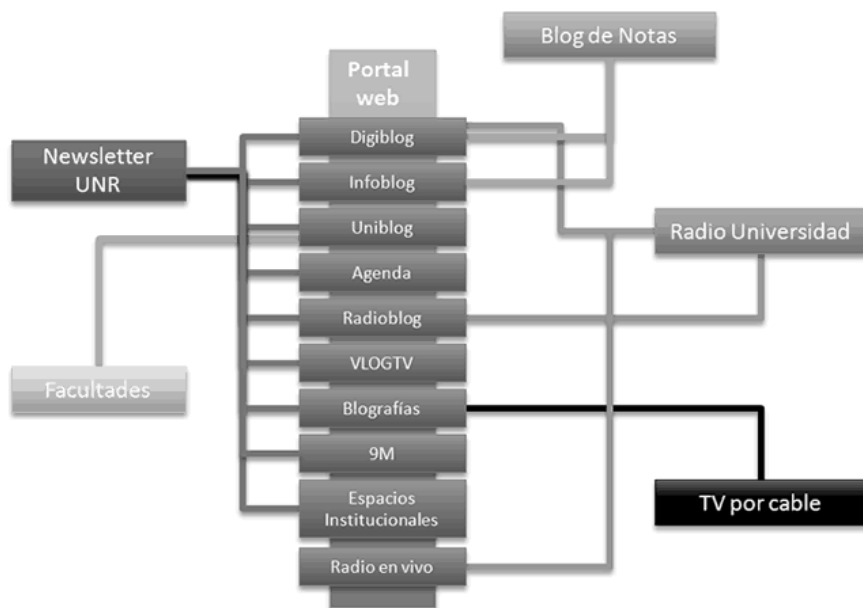 Blog de Notas
Portal
web
Digiblog
Newsletter
UNR
Infoblog
Uniblog
Radio Universidad
Agenda
Radioblog
VLOGTV
Facultades
Blografías
9M
Espacios
Institucionales
TV por cable
Radio en vivo